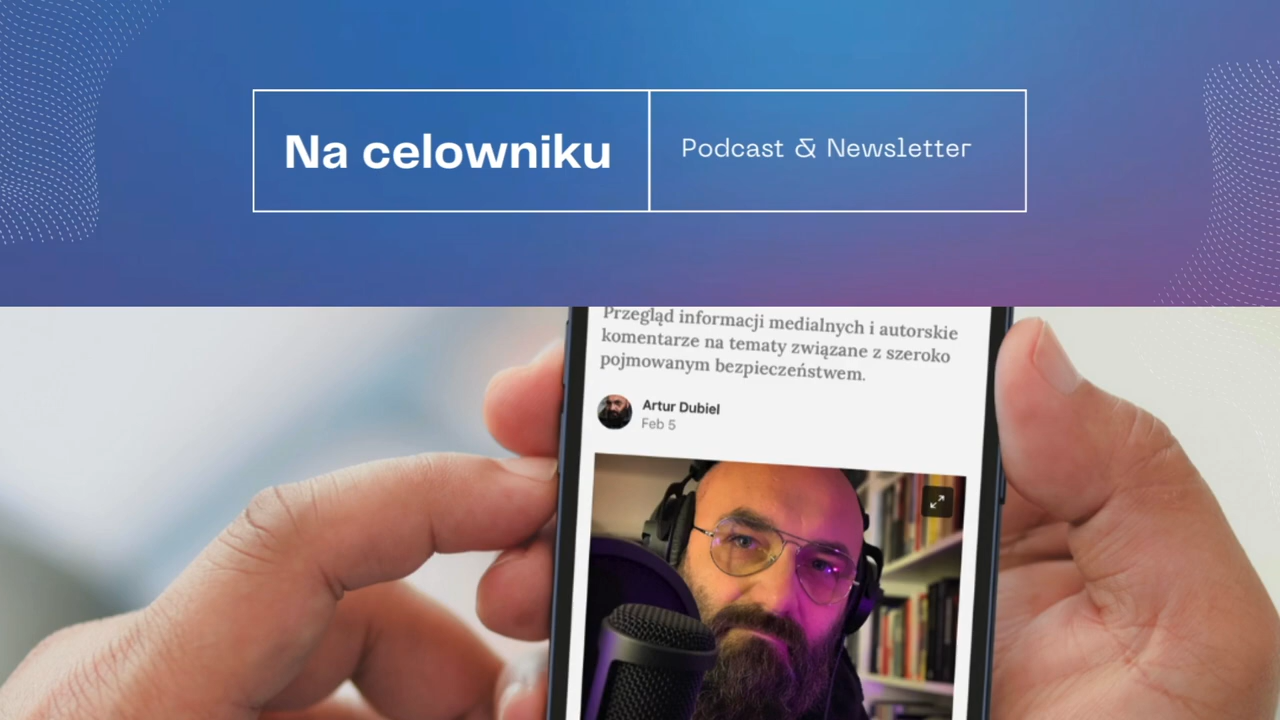 Na celowniku
Podcast & Newsletter
Przegląd informacji medialnych i autorskie
komentarze na tematy związane z szeroko
pojmowanym bezpieczeństwem.
Artur Dubiel
Feb 5